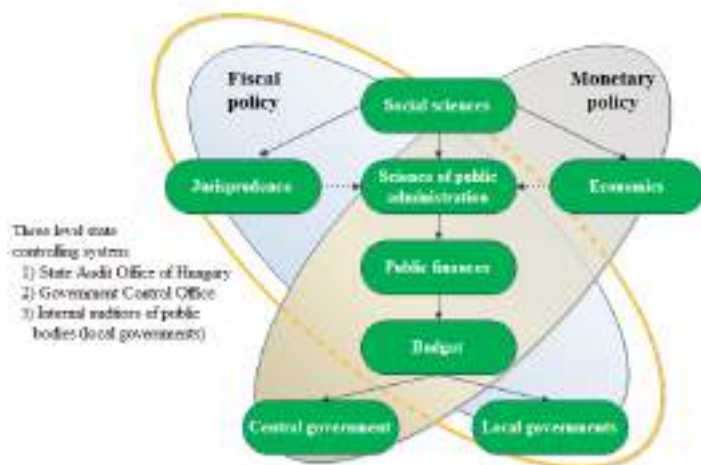 Fiscal
policy
Monetary
policy
Social sciences
Jurisprudence
Science of public
administration
Economics
Three level state
controlling system
1) State Audit Office of Hungary
2) Government Control Office
3) Internal auditors of public
bodies (local governments)
Public finances
Budget
Central government
Local governments